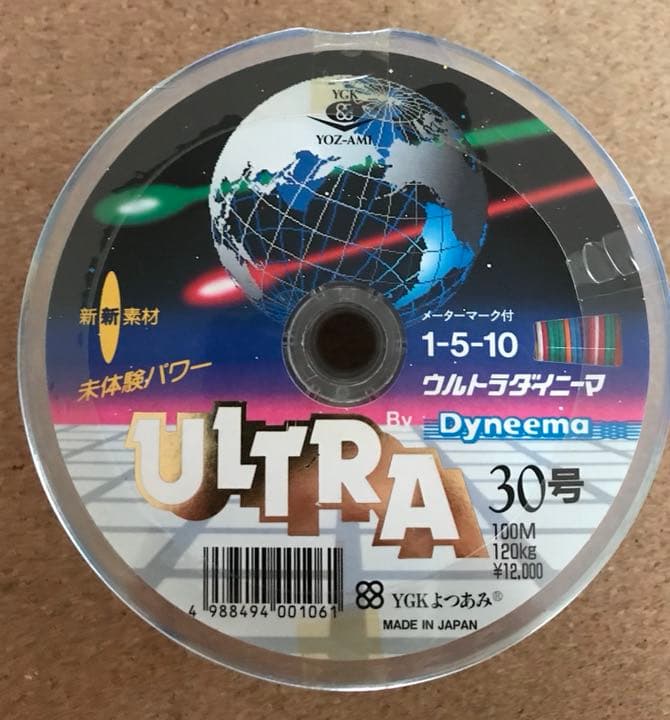 YGK
YOZ-AMI
新新素材
未体験パワー
メーターマーク付
1-5-10
ウルトラダイニーマ
By Dyneema
ULTRA
30号
100M
120kg
¥12,000
4 988494 001061
YGKよつあみ®
MADE IN JAPAN